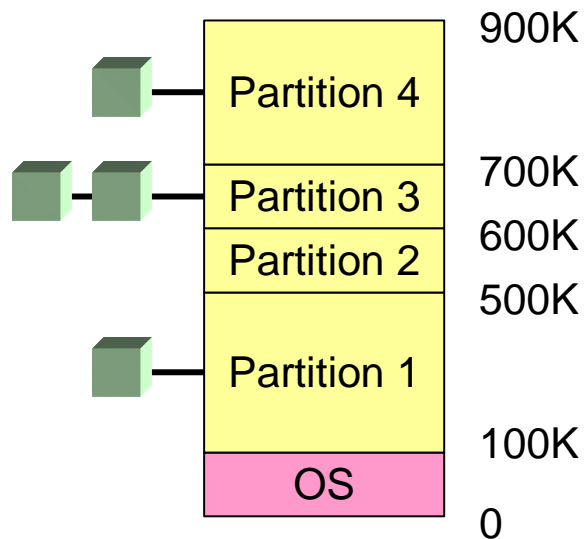 900K
Partition 4
700K
Partition 3
600K
Partition 2
500K
Partition 1
100K
OS
0